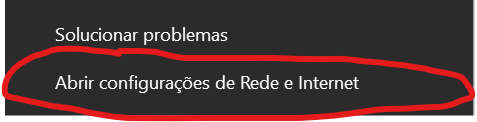 Solucionar problemas
Abrir configurações de Rede e Internet